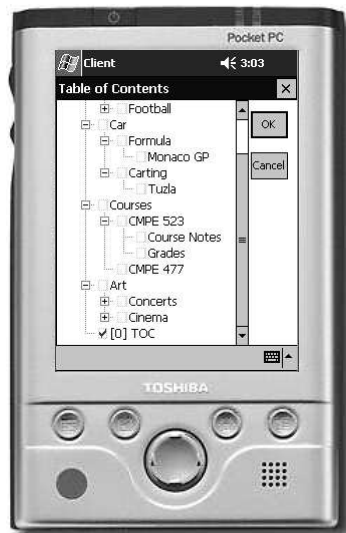 Pocket PC
Client 3:03
Table of Contents
Football
Car
Formula
Monaco GP
Carting
Tuzla
Courses
CMPE 523
Course Notes
Grades
CMPE 477
Art
Concerts
Cinema
[0] TOC
OK
Cancel
TOSHIBA